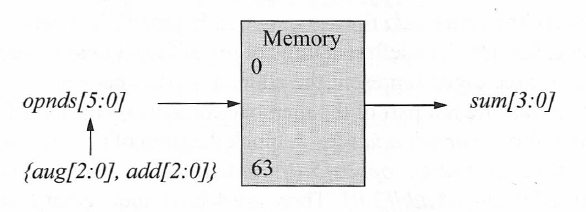 Memory
0
opnds[5:0]
sum[3:0]
63
{aug[2:0], add[2:0]}